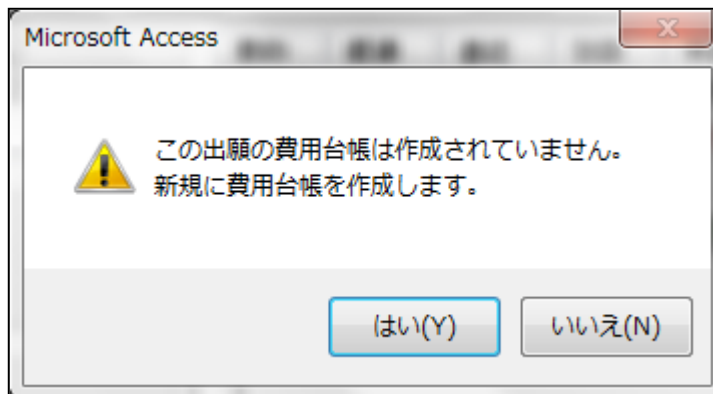 Microsoft Access
この出願の費用台帳は作成されていません。
新規に費用台帳を作成します。
はい(Y)
いいえ(N)